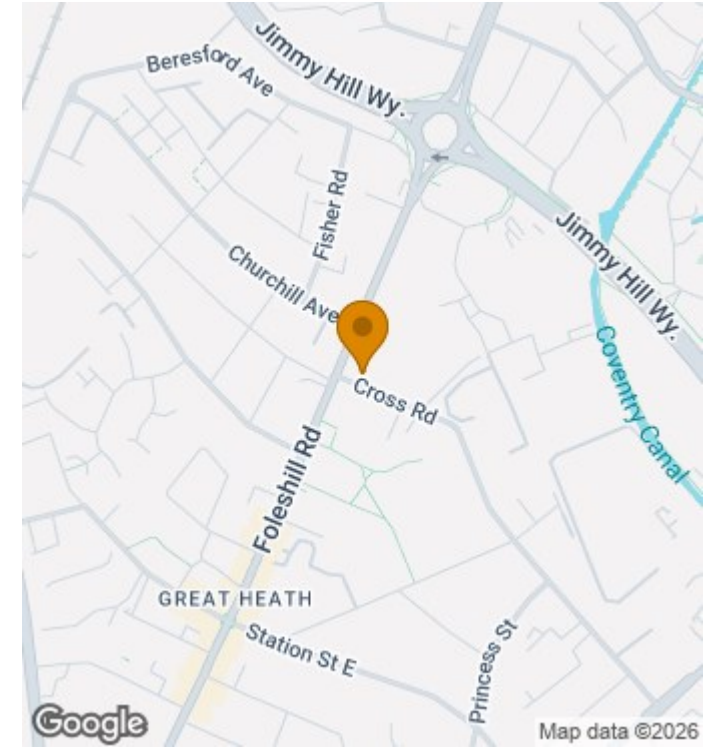 Beresford Ave
Jimmy Hill Wy.
Fisher Rd
Churchill Ave
Jimmy Hill Wy.
Cross Rd
Coventry Canal
Foleshill Rd
GREAT HEATH
Station St E
Princess St
Google
Map data ©2026